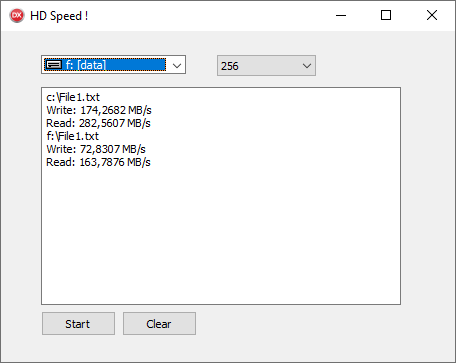 DX HD Speed !
f: [data] 256
c:\File1.txt
Write: 174,2682 MB/s
Read: 282,5607 MB/s
f:\File1.txt
Write: 72,8307 MB/s
Read: 163,7876 MB/s
Start Clear